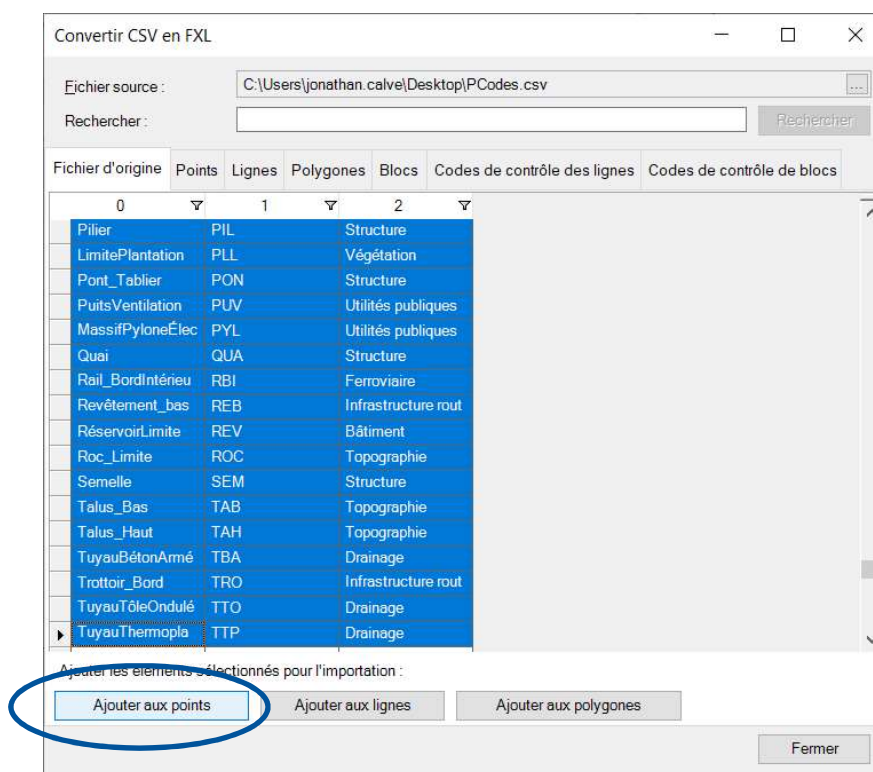 Convertir CSV en FXL
Fichier source :
C:\Users\jonathan.calve\Desktop\PCodes.csv
...
Rechercher :
Rechercher
Fichier d'origine Points Lignes Polygones Blocs Codes de contrôle des lignes Codes de contrôle de blocs
0 1 2
Pilier PIL Structure
LimitePlantation PLL Végétation
Pont_Tablier PON Structure
PuitsVentilation PUV Utilités publiques
MassifPyloneÉlec PYL Utilités publiques
Quai QUA Structure
Rail_BordIntérieu RBI Ferroviaire
Revêtement_bas REB Infrastructure rout
RéservoirLimite REV Bâtiment
Roc_Limite ROC Topographie
Semelle SEM Structure
Talus_Bas TAB Topographie
Talus_Haut TAH Topographie
TuyauBétonArmé TBA Drainage
Trottoir_Bord TRO Infrastructure rout
TuyauTôleOndulé TTO Drainage
TuyauThermopla TTP Drainage
Ajouter les éléments sélectionnés pour l'importation :
Ajouter aux points Ajouter aux lignes Ajouter aux polygones
Fermer